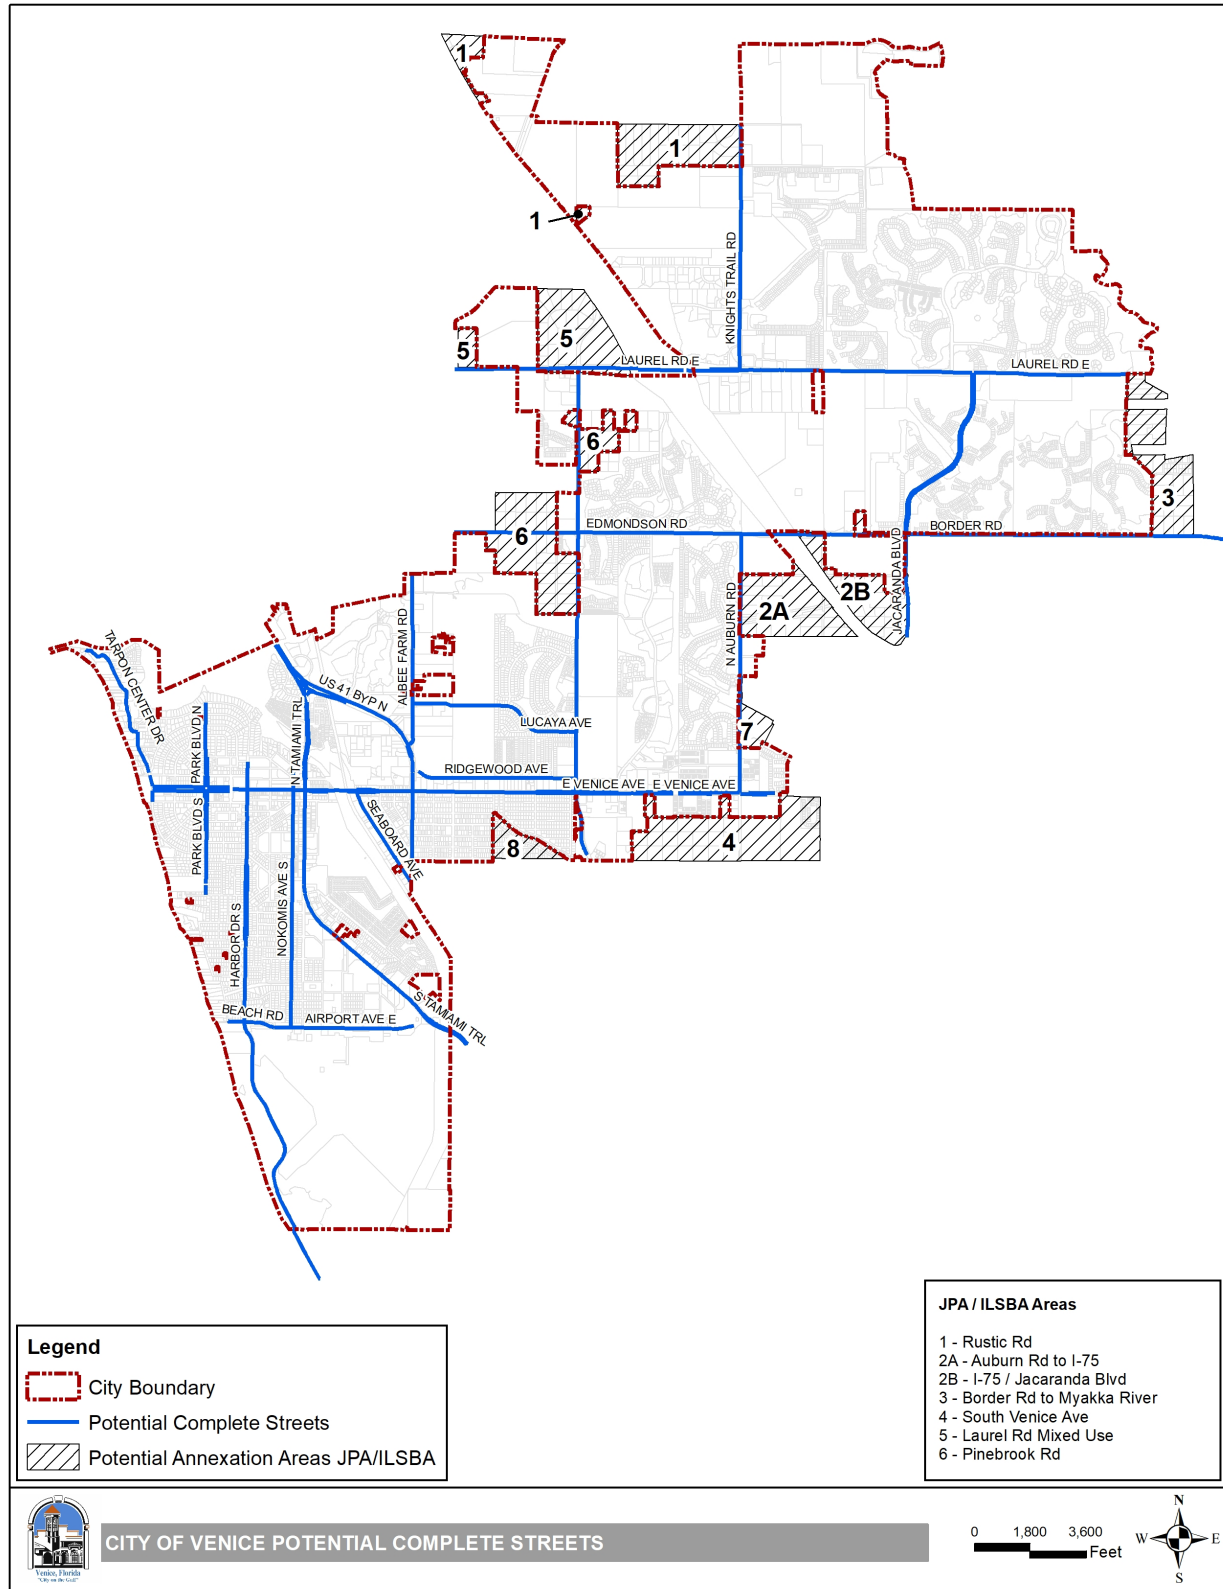 1
1
1
KNIGHTS TRAIL RD
5
5
LAUREL RD E
LAUREL RD E
6
3
EDMONDSON RD
BORDER RD
6
JACARANDA BLVD
2B
2A
N AUBURN RD
ALBEE FARM RD
TARPON CENTER DR
US 41 BYP N
N TAMIAMI TRL
PARK BLVD N
LUCAYA AVE
7
RIDGEWOOD AVE
E VENICE AVE
E VENICE AVE
PARK BLVD S
SEABOARD AVE
8
4
NOKOMIS AVE S
HARBOR DR S
BEACH RD
AIRPORT AVE E
S TAMIAMI TRL
JPA / ILSBA Areas
1 - Rustic Rd
2A - Auburn Rd to I-75
2B - I-75 / Jacaranda Blvd
3 - Border Rd to Myakka River
4 - South Venice Ave
5 - Laurel Rd Mixed Use
6 - Pinebrook Rd
Legend
City Boundary
Potential Complete Streets
Potential Annexation Areas JPA/ILSBA
Venice, Florida
"City on the Gulf"
CITY OF VENICE POTENTIAL COMPLETE STREETS
0 1,800 3,600
Feet
N
W E
S